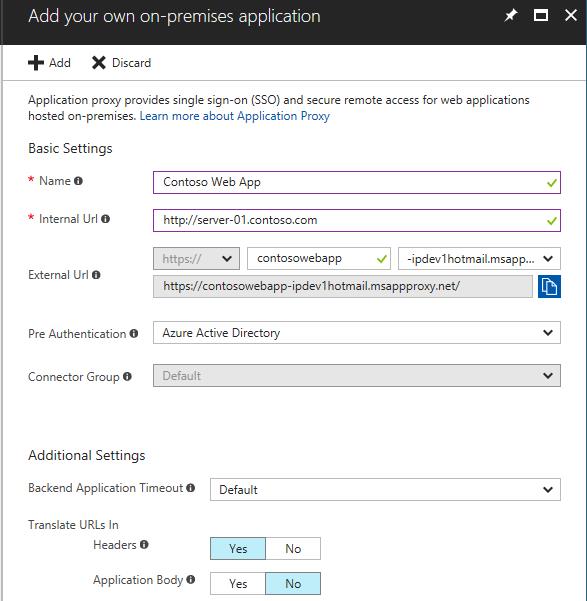 Add your own on-premises application
Add Discard
Application proxy provides single sign-on (SSO) and secure remote access for web applications
hosted on-premises. Learn more about Application Proxy
Basic Settings
* Name Contoso Web App
* Internal Url http://server-01.contoso.com
External Url https:// contosowebapp -ipdev1hotmail.msapp...
https://contosowebapp-ipdev1hotmail.msappproxy.net/
Pre Authentication Azure Active Directory
Connector Group Default
Additional Settings
Backend Application Timeout Default
Translate URLs In
Headers Yes No
Application Body Yes No